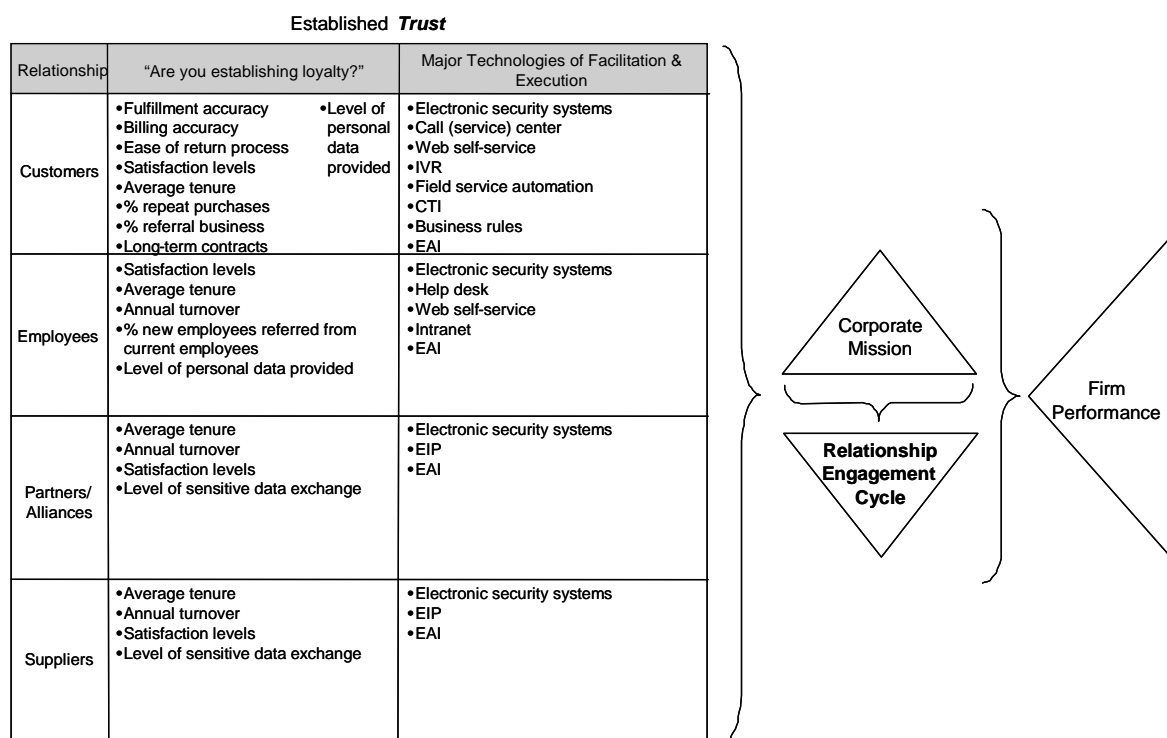 Established Trust
Relationship
“Are you establishing loyalty?”
Major Technologies of Facilitation &
Execution
Customers
•Fulfillment accuracy
•Billing accuracy
•Ease of return process
•Satisfaction levels
•Average tenure
•% repeat purchases
•% referral business
•Long-term contracts
•Level of
personal
data
provided
•Electronic security systems
•Call (service) center
•Web self-service
•IVR
•Field service automation
•CTI
•Business rules
•EAI
Employees
•Satisfaction levels
•Average tenure
•Annual turnover
•% new employees referred from
current employees
•Level of personal data provided
•Electronic security systems
•Help desk
•Web self-service
•Intranet
•EAI
Partners/
Alliances
•Average tenure
•Annual turnover
•Satisfaction levels
•Level of sensitive data exchange
•Electronic security systems
•EIP
•EAI
Suppliers
•Average tenure
•Annual turnover
•Satisfaction levels
•Level of sensitive data exchange
•Electronic security systems
•EIP
•EAI
Corporate
Mission
Relationship
Engagement
Cycle
Firm
Performance